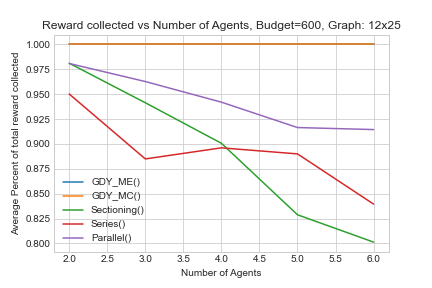 Reward collected vs Number of Agents, Budget=600, Graph: 12x25
Average Percent of total reward collected
1.000
0.975
0.950
0.925
0.900
0.875
0.850
0.825
0.800
GDY_ME()
GDY_MC()
Sectioning()
Series()
Parallel()
2.0 2.5 3.0 3.5 4.0 4.5 5.0 5.5 6.0
Number of Agents